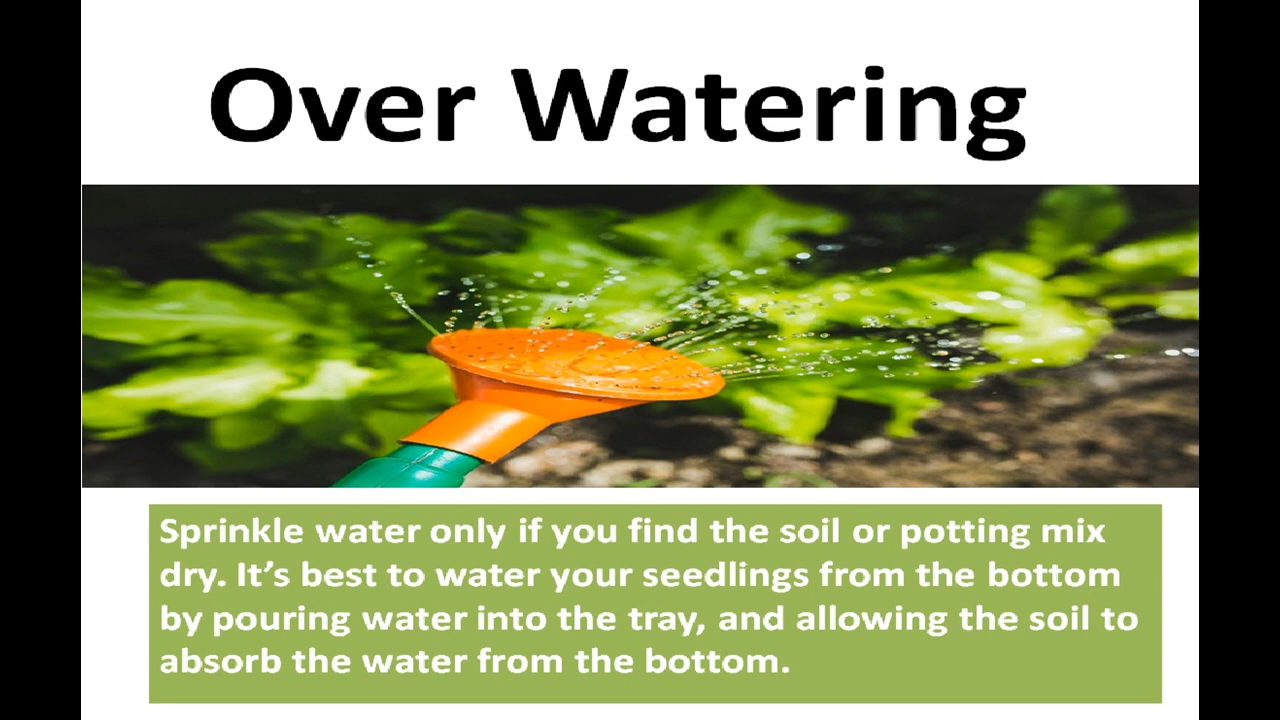 Over Watering
Sprinkle water only if you find the soil or potting mix
dry. It’s best to water your seedlings from the bottom
by pouring water into the tray, and allowing the soil to
absorb the water from the bottom.